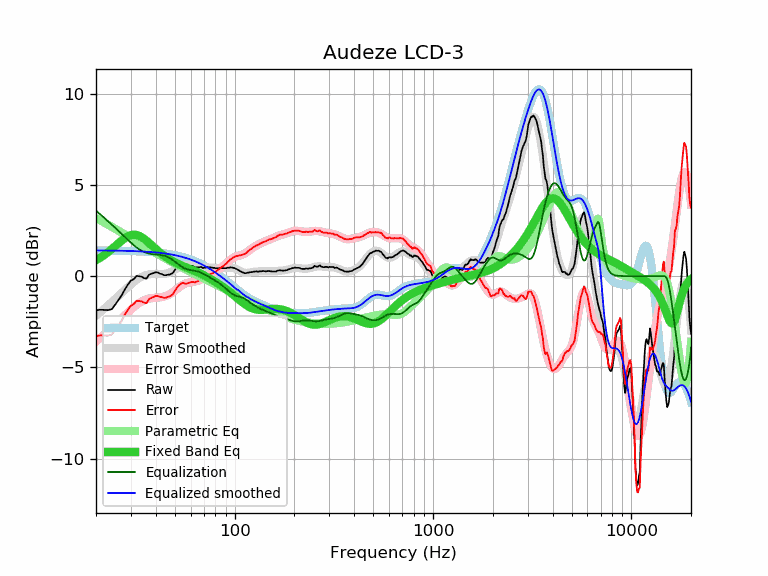 Audeze LCD-3
10
5
0
−5
−10
Amplitude (dBr)
Target
Raw Smoothed
Error Smoothed
Raw
Error
Parametric Eq
Fixed Band Eq
Equalization
Equalized smoothed
100
1000
10000
Frequency (Hz)